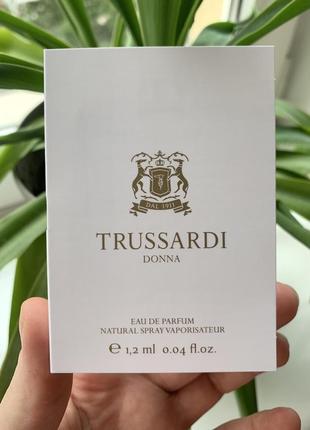 DAL 1911
TRUSSARDI
DONNA
EAU DE PARFUM
NATURAL SPRAY VAPORISATEUR
℮ 1,2 ml 0.04 fl.oz.